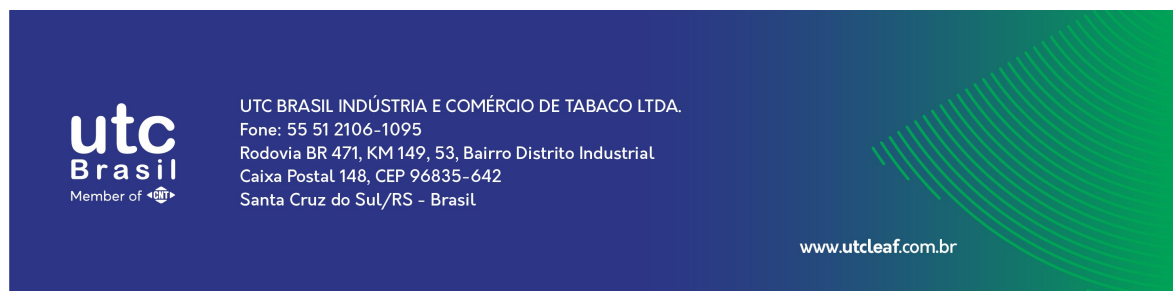 utc
Brasil
Member of CNT
UTC BRASIL INDÚSTRIA E COMÉRCIO DE TABACO LTDA.
Fone: 55 51 2106-1095
Rodovia BR 471, KM 149, 53, Bairro Distrito Industrial
Caixa Postal 148, CEP 96835-642
Santa Cruz do Sul/RS - Brasil
www.utcleaf.com.br